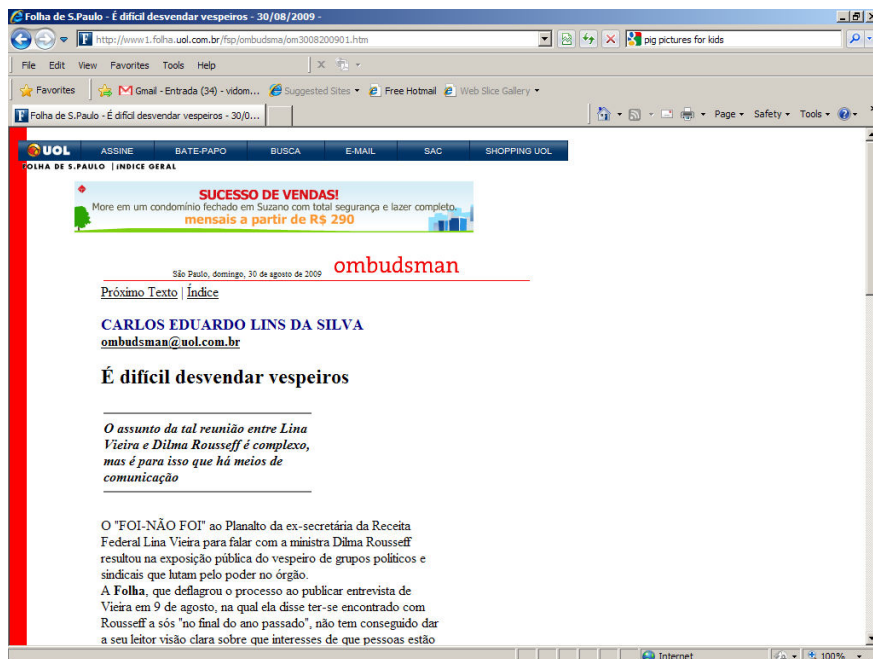 Folha de S.Paulo - É difícil desvendar vespeiros - 30/08/2009 -
http://www1.folha.uol.com.br/fsp/ombudsma/om3008200901.htm
pig pictures for kids
File Edit View Favorites Tools Help
Favorites Gmail - Entrada (34) - vidom... Suggested Sites Free Hotmail Web Slice Gallery
Folha de S.Paulo - É difícil desvendar vespeiros - 30/0... Page Safety Tools
UOL ASSINE BATE-PAPO BUSCA E-MAIL SAC SHOPPING UOL
FOLHA DE S.PAULO | ÍNDICE GERAL
SUCESSO DE VENDAS!
More em um condomínio fechado em Suzano com total segurança e lazer completo.
mensais a partir de R$ 290
São Paulo, domingo, 30 de agosto de 2009 ombudsman
Próximo Texto | Índice
CARLOS EDUARDO LINS DA SILVA
ombudsman@uol.com.br
É difícil desvendar vespeiros
O assunto da tal reunião entre Lina
Vieira e Dilma Rousseff é complexo,
mas é para isso que há meios de
comunicação
O "FOI-NÃO FOI" ao Planalto da ex-secretária da Receita
Federal Lina Vieira para falar com a ministra Dilma Rousseff
resultou na exposição pública do vespeiro de grupos políticos e
sindicais que lutam pelo poder no órgão.
A Folha, que deflagrou o processo ao publicar entrevista de
Vieira em 9 de agosto, na qual ela disse ter-se encontrado com
Rousseff a sós "no final do ano passado", não tem conseguido dar
a seu leitor visão clara sobre que interesses de que pessoas estão
Internet 100%